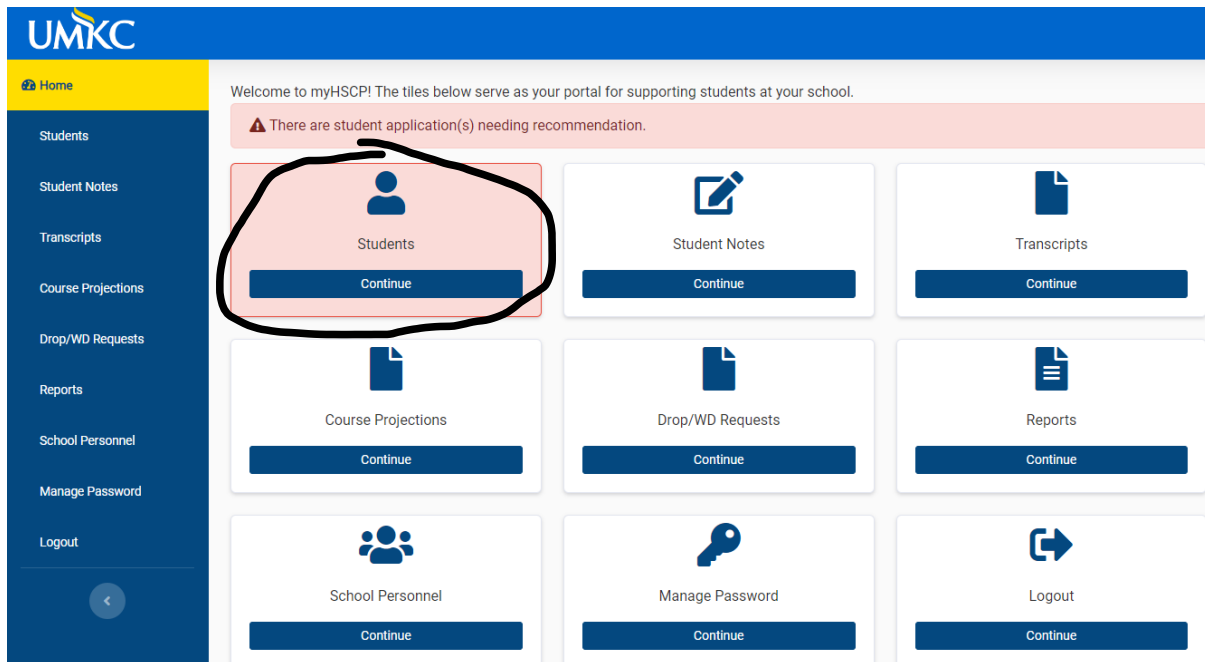 UMKC
Home
Students
Student Notes
Transcripts
Course Projections
Drop/WD Requests
Reports
School Personnel
Manage Password
Logout
Welcome to myHSCP! The tiles below serve as your portal for supporting students at your school.
There are student application(s) needing recommendation.
Students
Continue
Student Notes
Continue
Transcripts
Continue
Course Projections
Continue
Drop/WD Requests
Continue
Reports
Continue
School Personnel
Continue
Manage Password
Continue
Logout
Continue